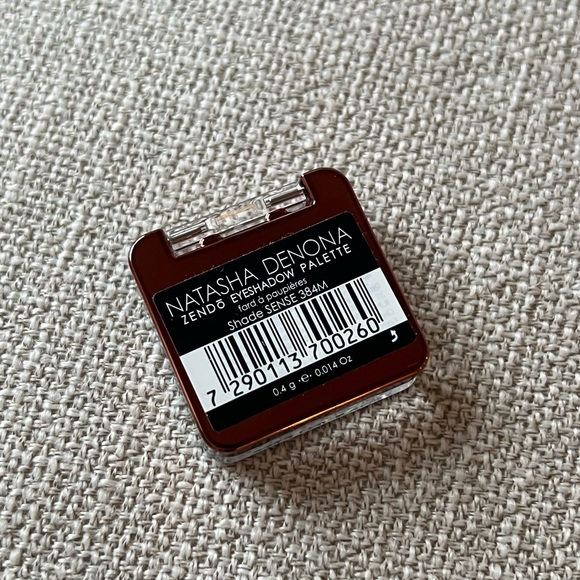 NATASHA DENONA
ZENDŌ EYESHADOW PALETTE
fard à paupières
Shade SENSE 384M
7 290113 700260
0.4 g ·e· 0.014 Oz